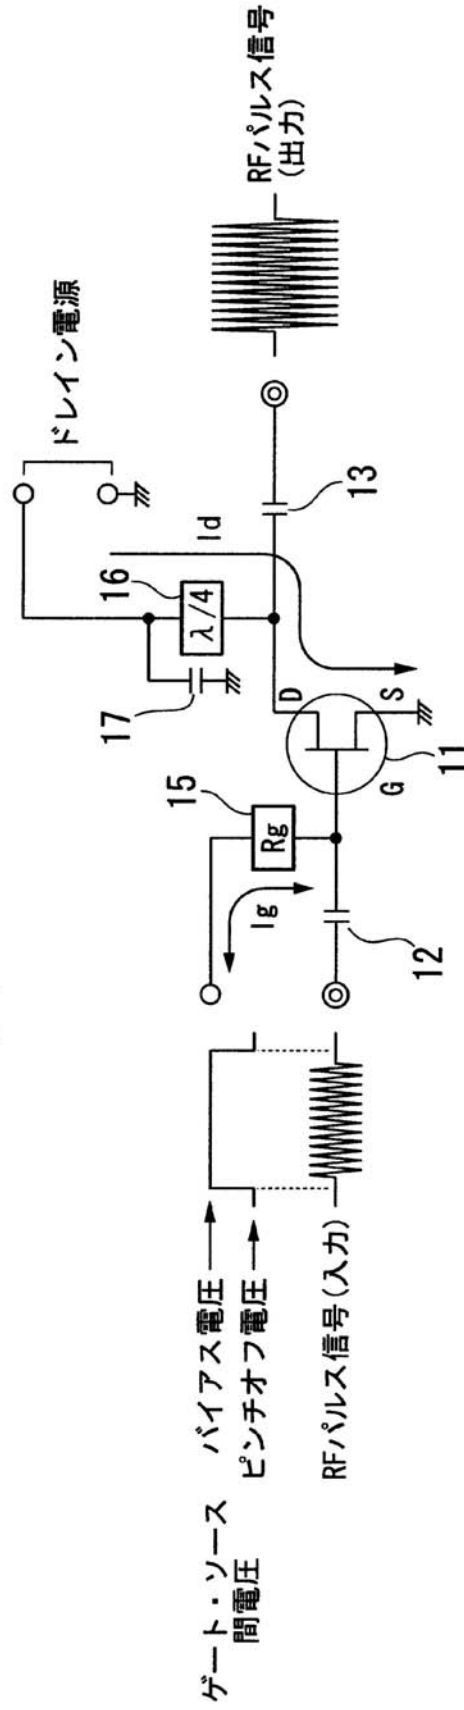 ゲート・ソース
間電圧
バイアス電圧
ピンチオフ電圧
RFパルス信号(入力)
Ig
15
Rg
12
17
16
λ/4
Id
ドレイン電源
D
G
S
11
13
RFパルス信号
(出力)